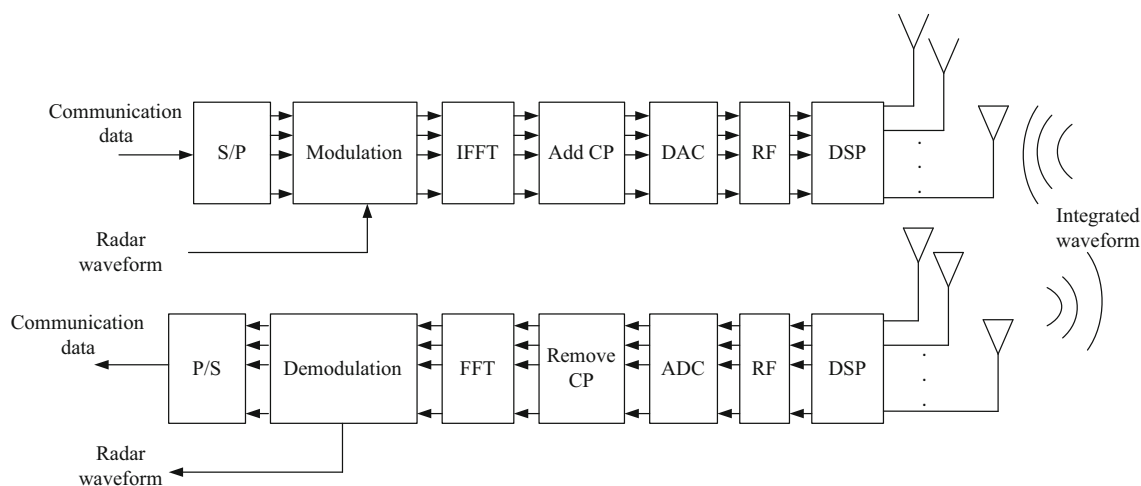 Communication
data
S/P
Modulation
IFFT
Add CP
DAC
RF
DSP
Radar
waveform
Integrated
waveform
Communication
data
P/S
Demodulation
FFT
Remove
CP
ADC
RF
DSP
Radar
waveform